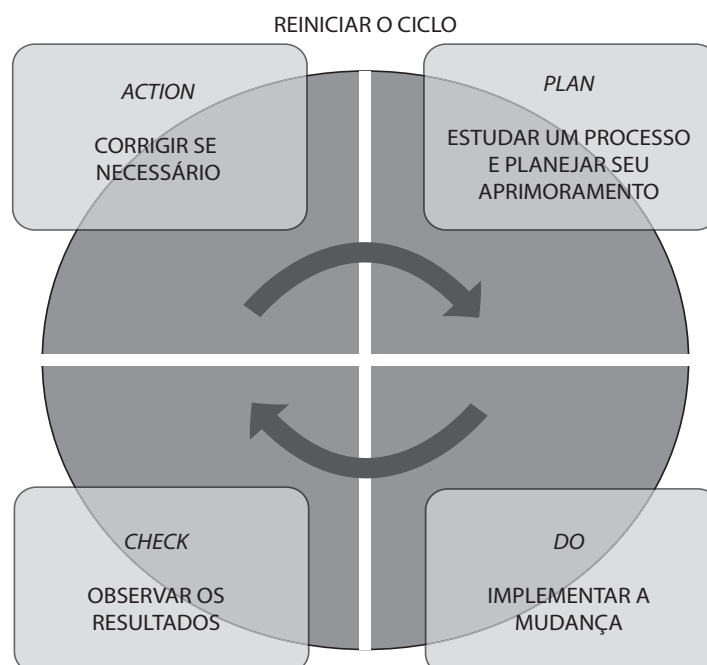 REINICIAR O CICLO
ACTION
CORRIGIR SE
NECESSÁRIO
PLAN
ESTUDAR UM PROCESSO
E PLANEJAR SEU
APRIMORAMENTO
CHECK
OBSERVAR OS
RESULTADOS
DO
IMPLEMENTAR A
MUDANÇA